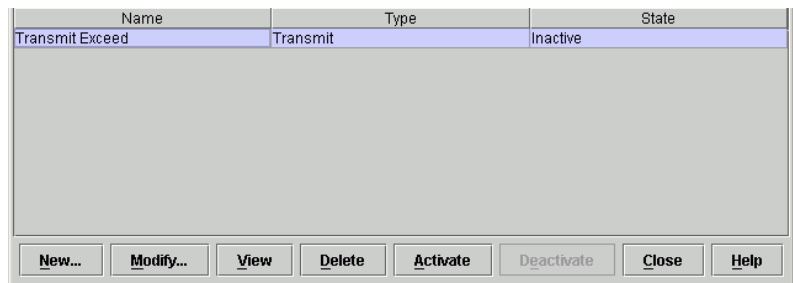 Name Type State
Transmit Exceed Transmit Inactive
New... Modify... View Delete Activate Deactivate Close Help